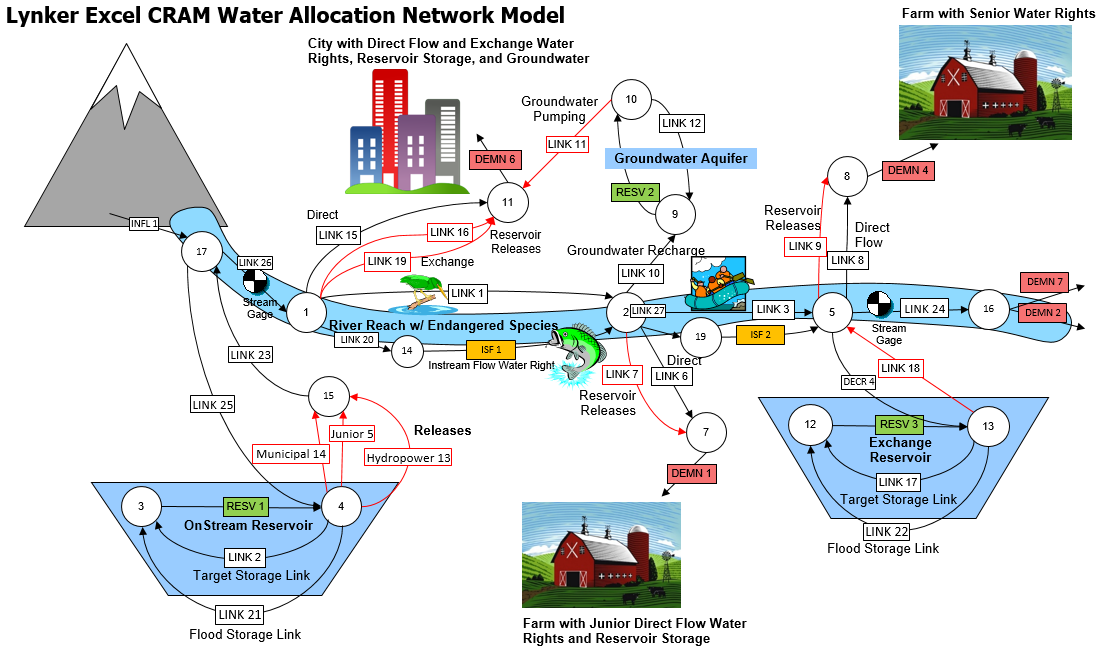 Lynker Excel CRAM Water Allocation Network Model
Farm with Senior Water Rights
City with Direct Flow and Exchange Water
Rights, Reservoir Storage, and Groundwater
10
Groundwater
Pumping
LINK 12
LINK 11
DEMN 6
Groundwater Aquifer
DEMN 4
8
RESV 2
11
9
INFL 1
Direct
LINK 15
LINK 16
Reservoir
Releases
Reservoir
Releases
LINK 9
Direct
Flow
LINK 8
17
LINK 26
LINK 19
Exchange
Groundwater Recharge
LINK 10
Stream
Gage
LINK 1
DEMN 7
1
2
LINK 27
LINK 3
5
LINK 24
16
DEMN 2
Stream
Gage
River Reach w/ Endangered Species
LINK 20
14
ISF 1
Instream Flow Water Right
19
ISF 2
LINK 23
Direct
LINK 7
LINK 6
LINK 18
DECR 4
Reservoir
Releases
LINK 25
15
Releases
Junior 5
Municipal 14
Hydropower 13
7
DEMN 1
12
RESV 3
13
Exchange
Reservoir
LINK 17
Target Storage Link
LINK 22
Flood Storage Link
3
RESV 1
4
OnStream Reservoir
LINK 2
Target Storage Link
LINK 21
Flood Storage Link
Farm with Junior Direct Flow Water
Rights and Reservoir Storage